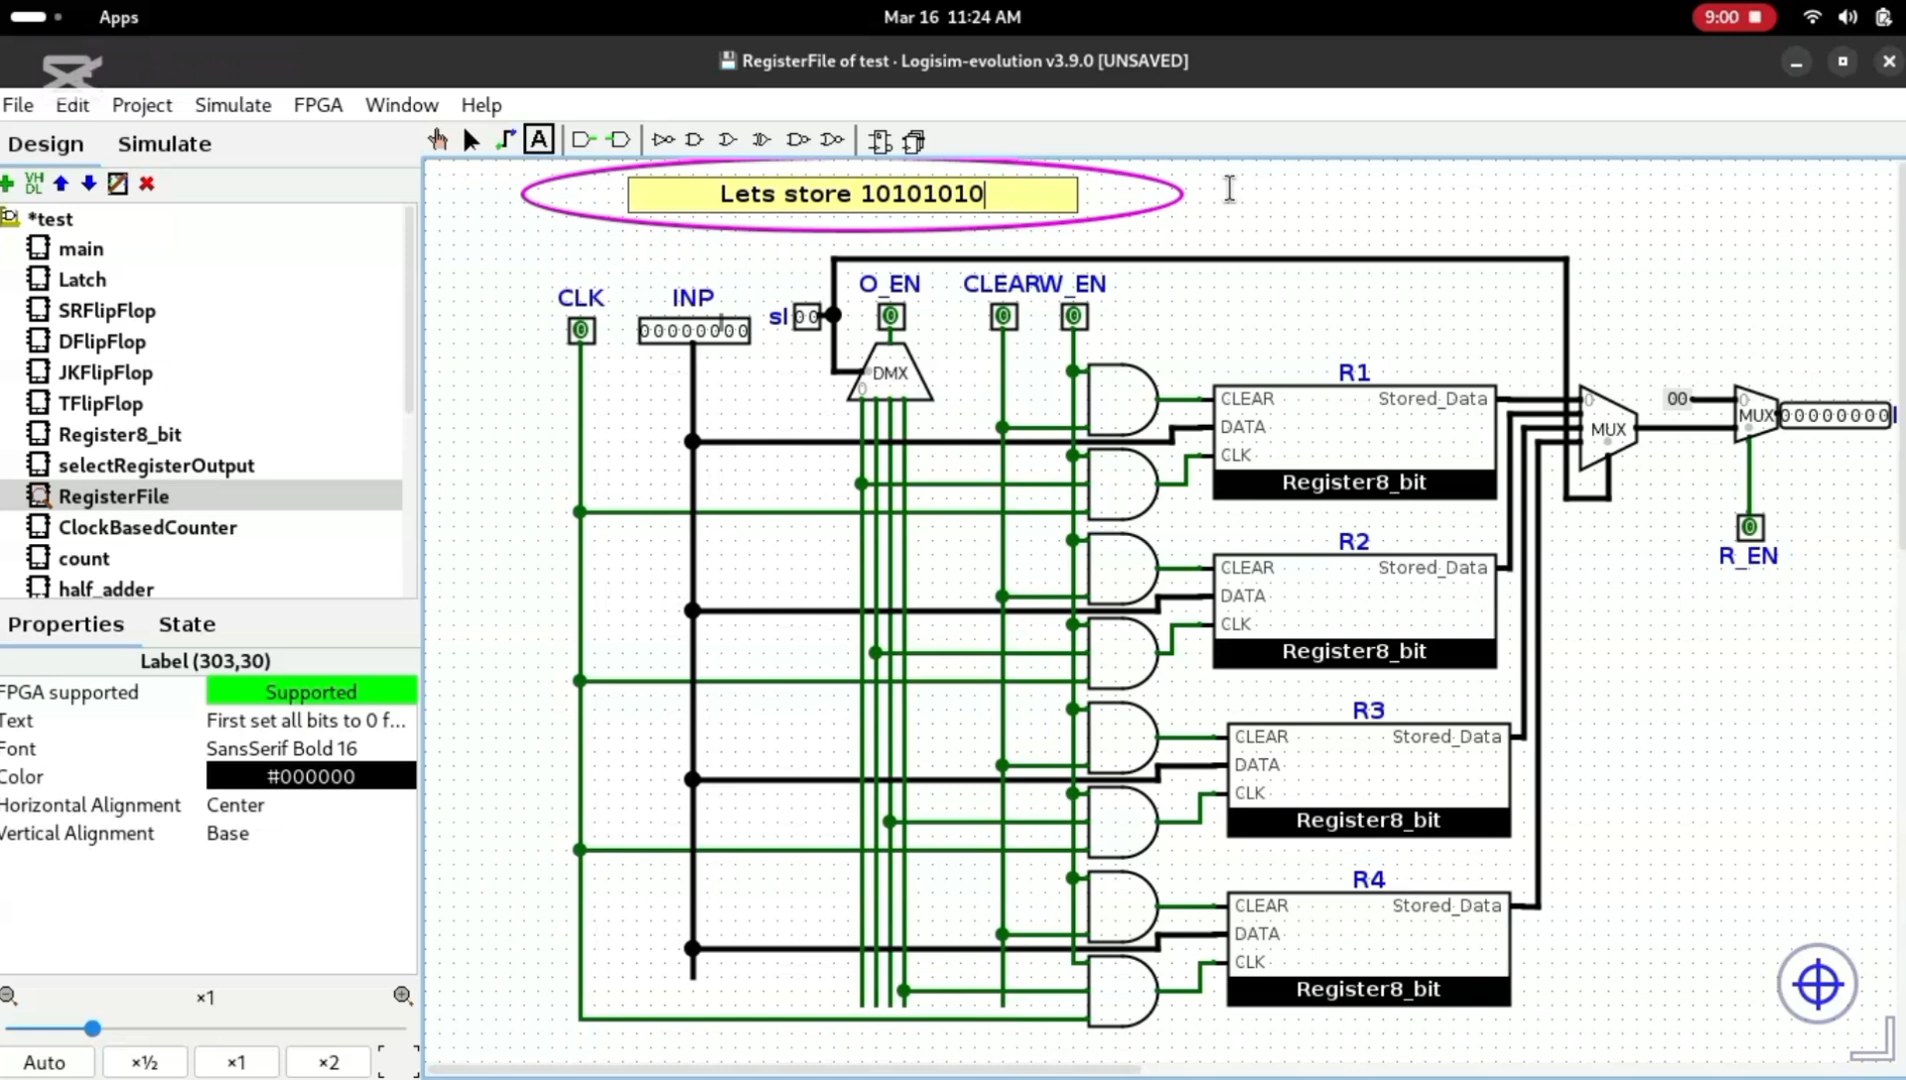 Apps
Mar 16 11:24 AM
9:00
RegisterFile of test · Logisim-evolution v3.9.0 [UNSAVED]
File Edit Project Simulate FPGA Window Help
Design Simulate
A
VH
DL
*test
main
Latch
SRFlipFlop
DFlipFlop
JKFlipFlop
TFlipFlop
Register8_bit
selectRegisterOutput
RegisterFile
ClockBasedCounter
count
half_adder
Properties State
Label (303,30)
FPGA supported Supported
Text First set all bits to 0 f...
Font SansSerif Bold 16
Color #000000
Horizontal Alignment Center
Vertical Alignment Base
×1
Auto ×½ ×1 ×2
Lets store 10101010
CLK INP sl 00 O_EN CLEAR W_EN
0 00000000 0 0 0
DMX
0
R1
CLEAR Stored_Data
DATA
CLK
Register8_bit
R2
CLEAR Stored_Data
DATA
CLK
Register8_bit
R3
CLEAR Stored_Data
DATA
CLK
Register8_bit
R4
CLEAR Stored_Data
DATA
CLK
Register8_bit
0
MUX
00
0
MUX
00000000
0
R_EN